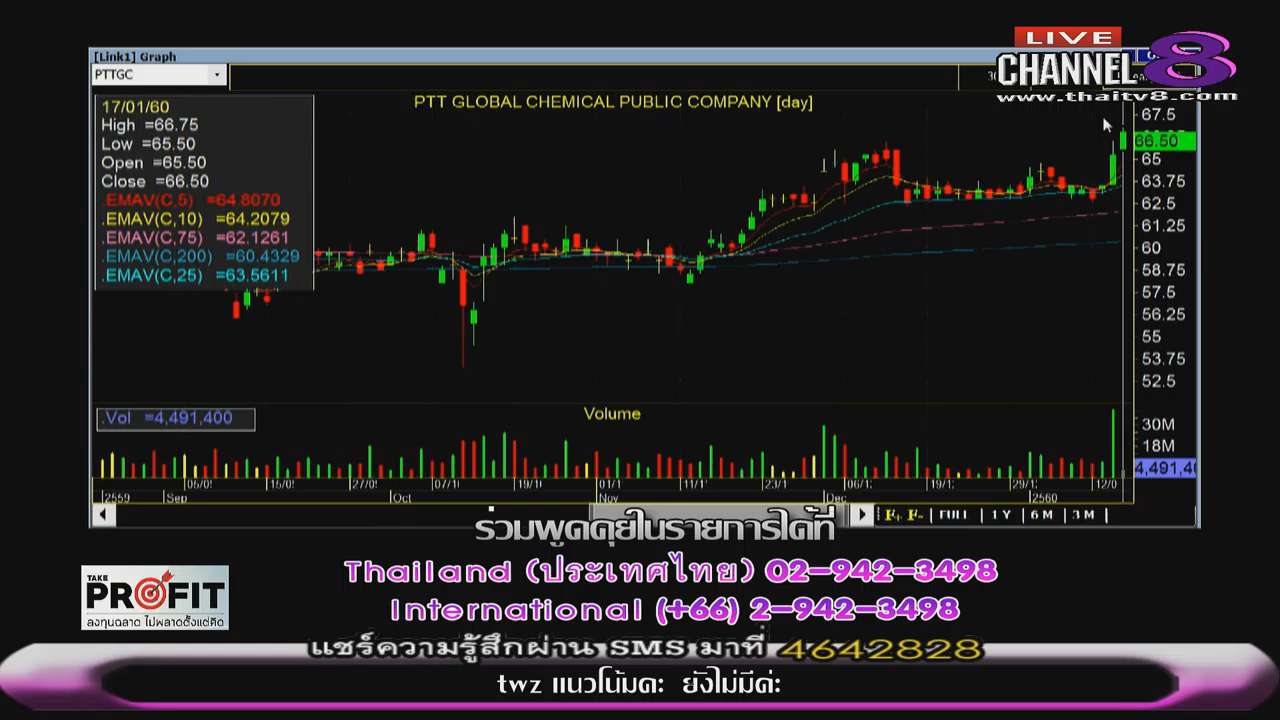 LIVE
CHANNEL 8
www.thaitv8.com
[Link1] Graph
PTTGC
PTT GLOBAL CHEMICAL PUBLIC COMPANY [day]
17/01/60
High =66.75
Low =65.50
Open =65.50
Close =66.50
.EMAV(C,5) =64.8070
.EMAV(C,10) =64.2079
.EMAV(C,75) =62.1261
.EMAV(C,200) =60.4329
.EMAV(C,25) =63.5611
67.5
66.50
65
63.75
62.5
61.25
60
58.75
57.5
56.25
55
53.75
52.5
.Vol =4,491,400
Volume
30M
18M
4,491,40
2559 Sep Oct Nov Dec 2560
F+ F- FULL 1Y 6M 3M
ร่วมพูดคุยในรายการได้ที่
Thailand (ประเทศไทย) 02-942-3498
International (+66) 2-942-3498
TAKE
PROFIT
ลงทุนฉลาด ไม่พลาดตั้งแต่คิด
แชร์ความรู้สึกผ่าน SMS มาที่ 4642828
twz แนวโน้มคะ ยังไม่มีค่ะ